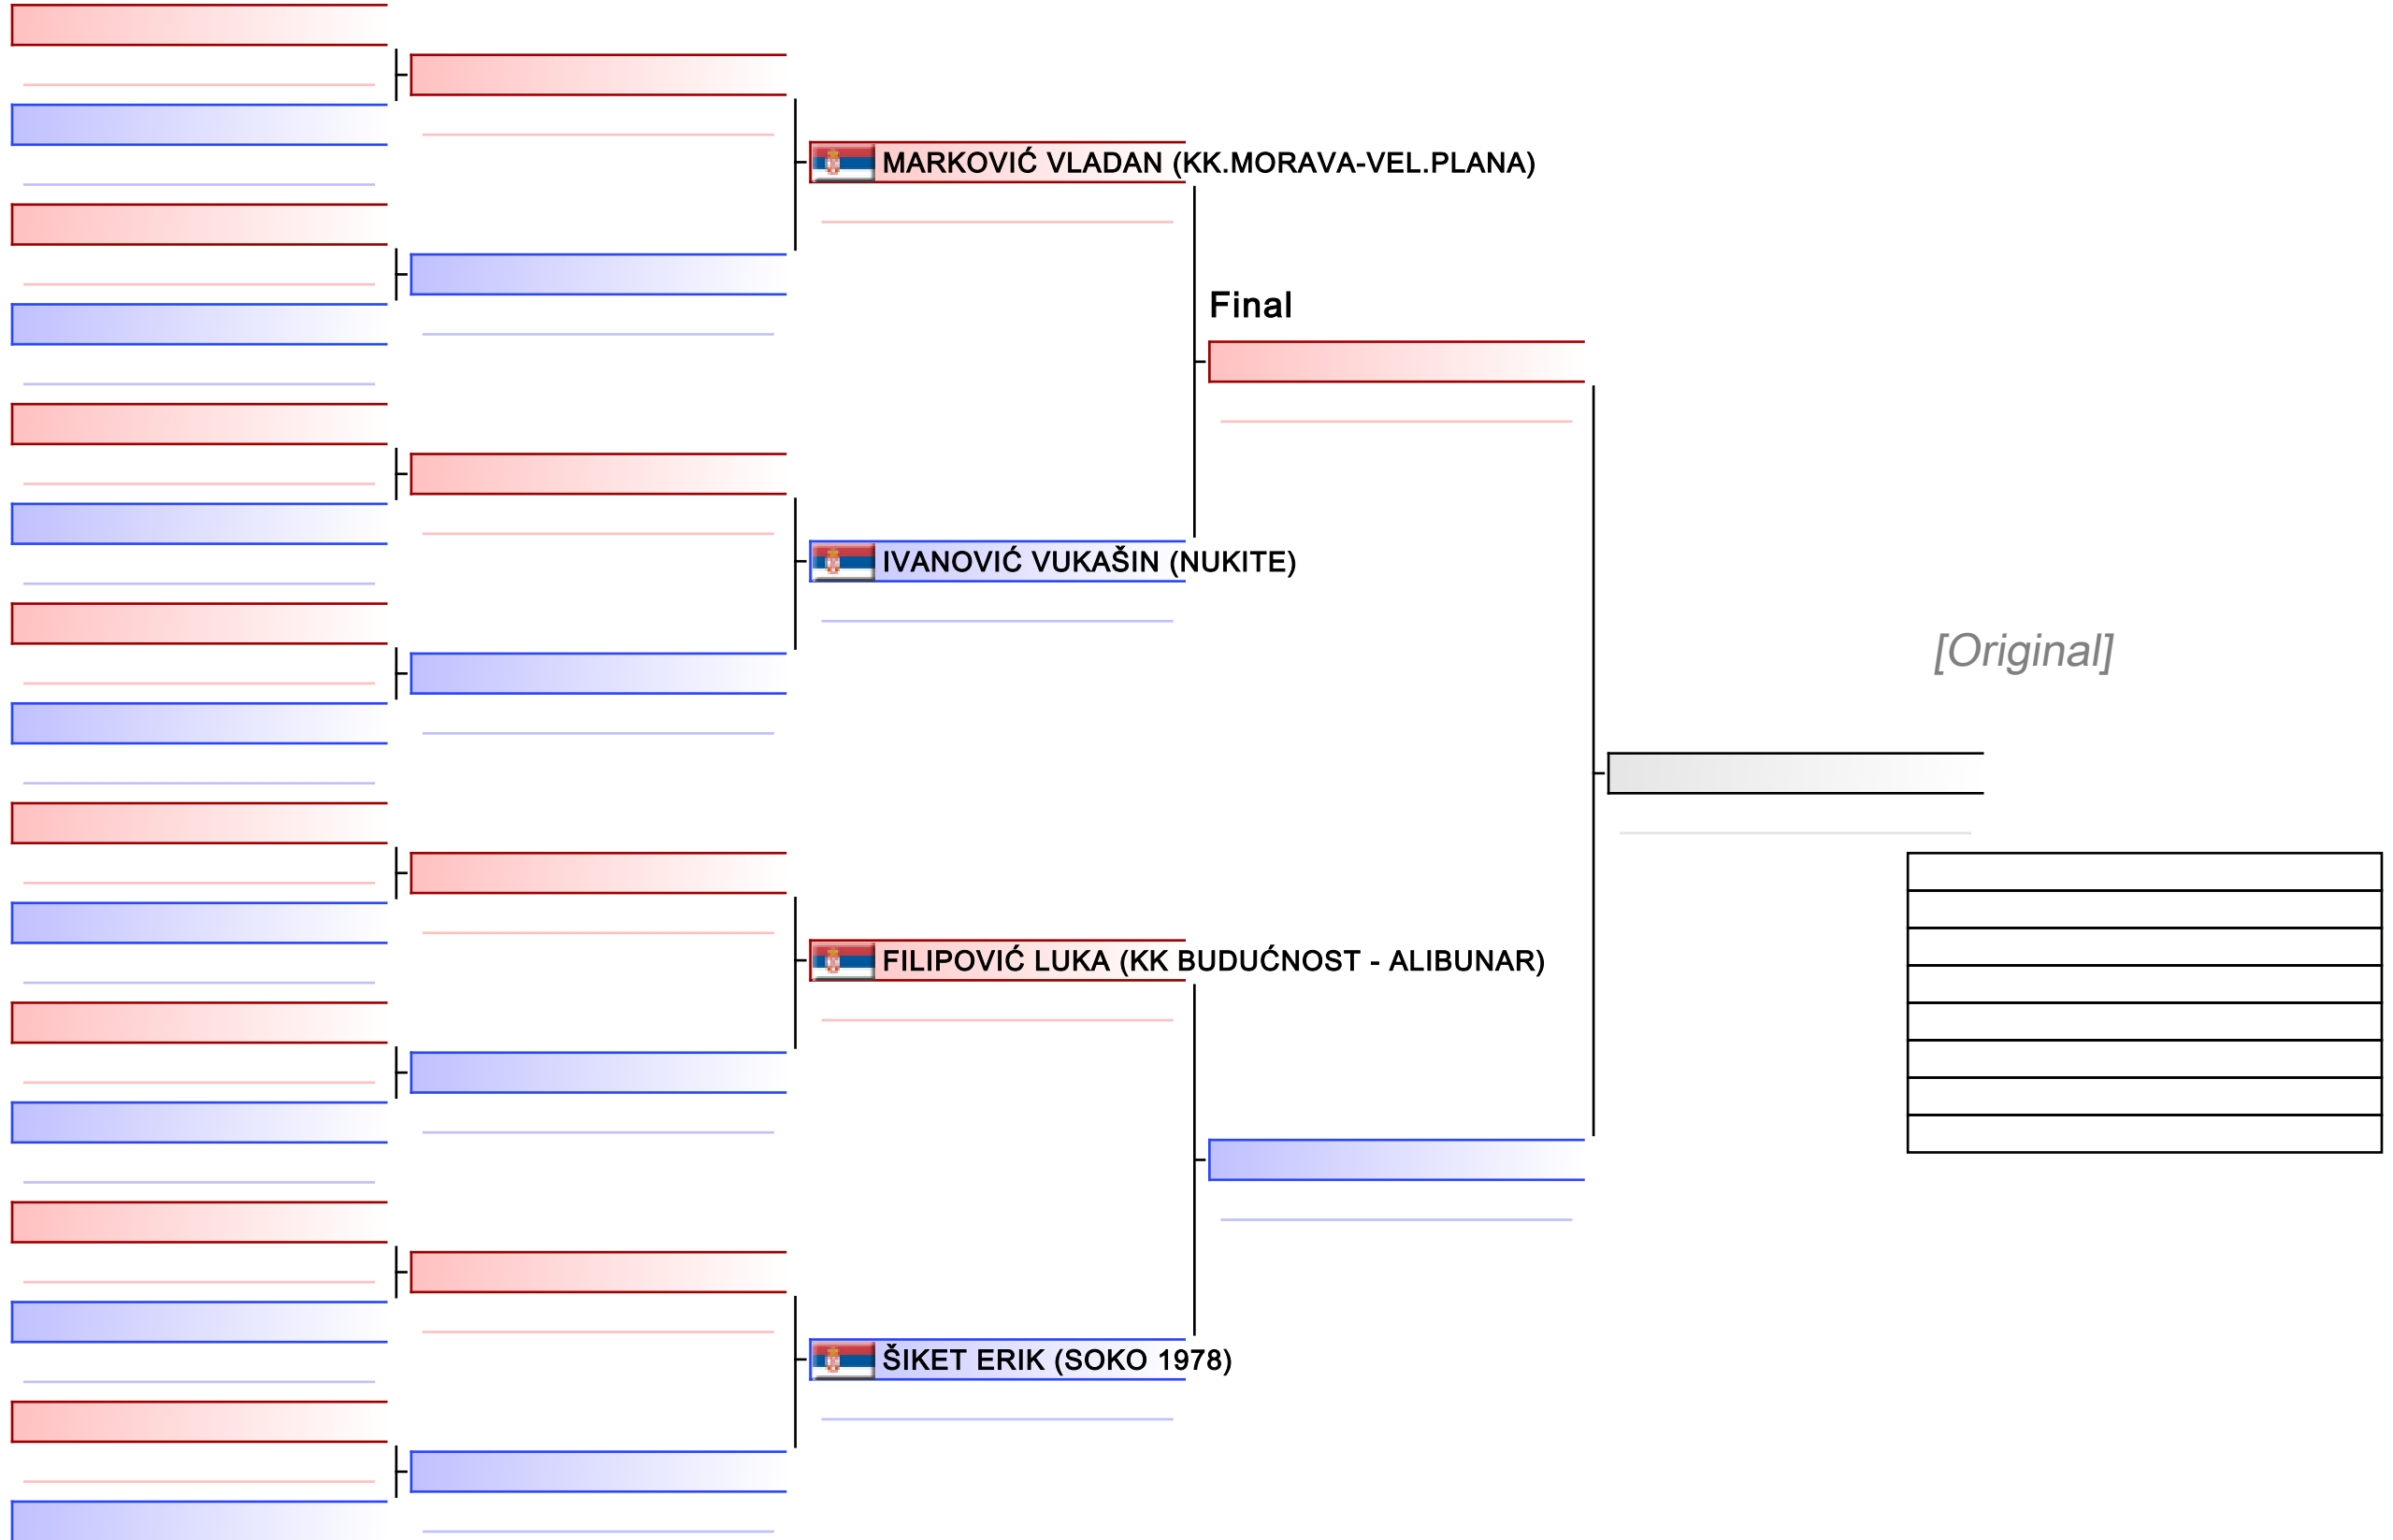 MARKOVIĆ VLADAN (KK.MORAVA-VEL.PLANA)
Final
IVANOVIĆ VUKAŠIN (NUKITE)
[Original]
FILIPOVIĆ LUKA (KK BUDUĆNOST - ALIBUNAR)
ŠIKET ERIK (SOKO 1978)